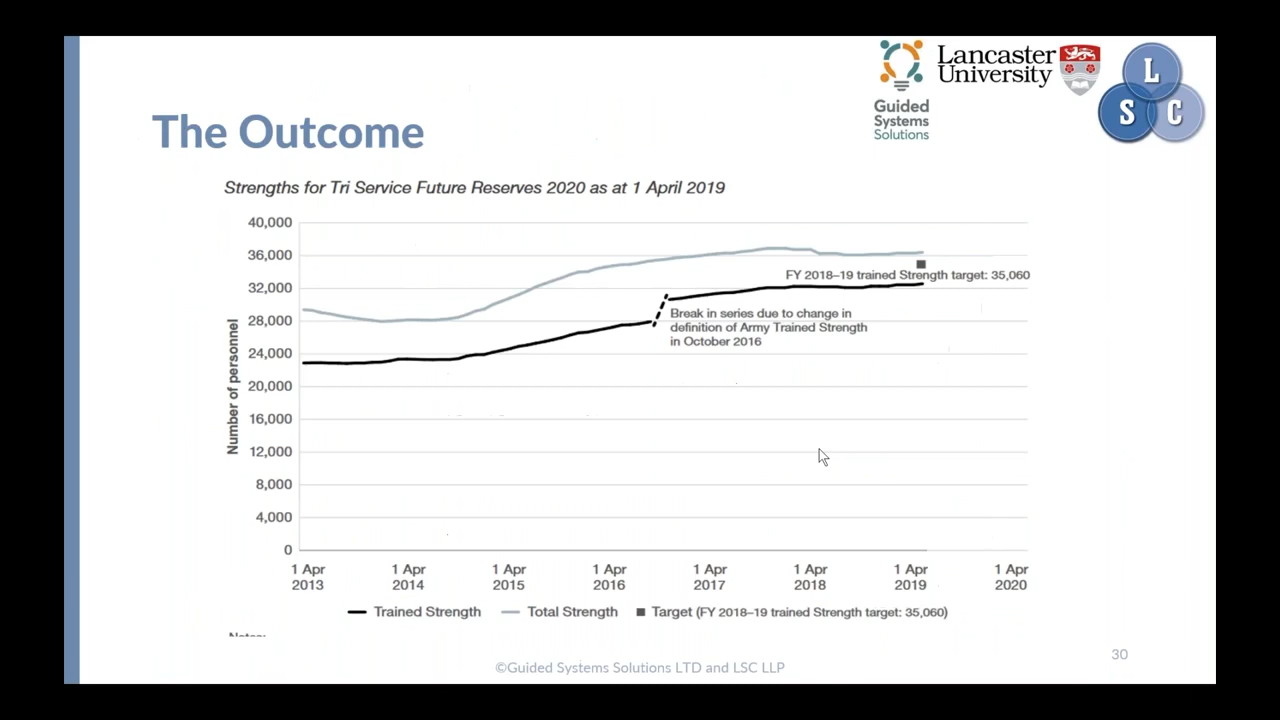 Lancaster
University
L
S C
Guided
Systems
Solutions
The Outcome
Strengths for Tri Service Future Reserves 2020 as at 1 April 2019
Number of personnel
40,000
36,000
32,000
28,000
24,000
20,000
16,000
12,000
8,000
4,000
0
FY 2018–19 trained Strength target: 35,060
Break in series due to change in
definition of Army Trained Strength
in October 2016
1 Apr 1 Apr 1 Apr 1 Apr 1 Apr 1 Apr 1 Apr 1 Apr
2013 2014 2015 2016 2017 2018 2019 2020
Trained Strength Total Strength Target (FY 2018–19 trained Strength target: 35,060)
30
©Guided Systems Solutions LTD and LSC LLP